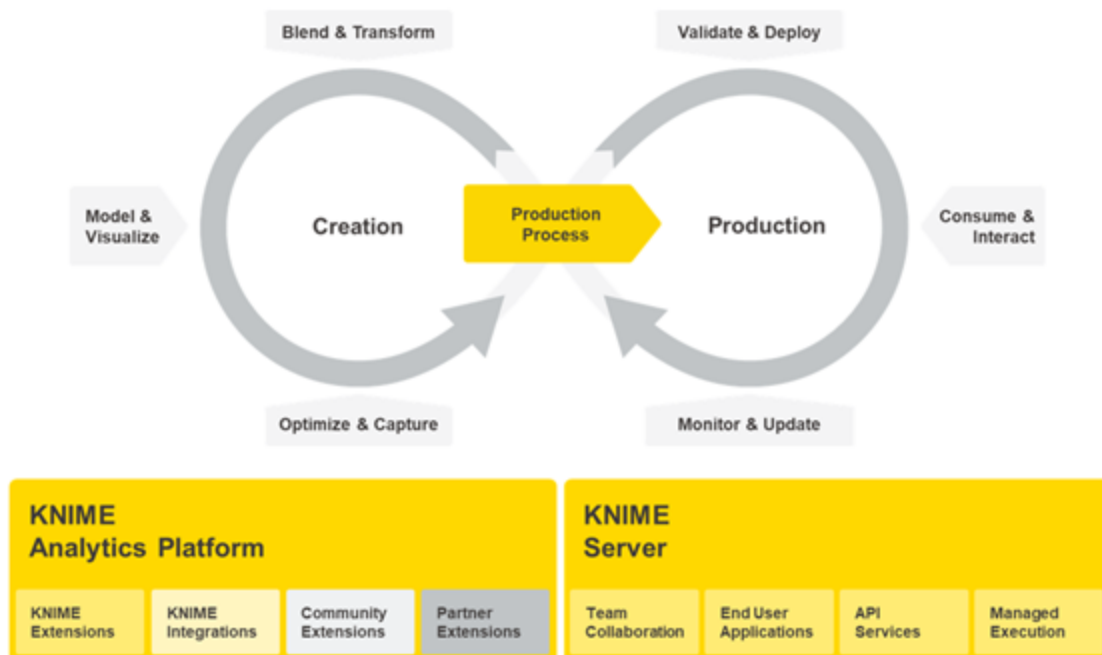 Blend & Transform
Validate & Deploy
Model &
Visualize
Creation
Production
Process
Production
Consume &
Interact
Optimize & Capture
Monitor & Update
KNIME
Analytics Platform
KNIME
Extensions
KNIME
Integrations
Community
Extensions
Partner
Extensions
KNIME
Server
Team
Collaboration
End User
Applications
API
Services
Managed
Execution